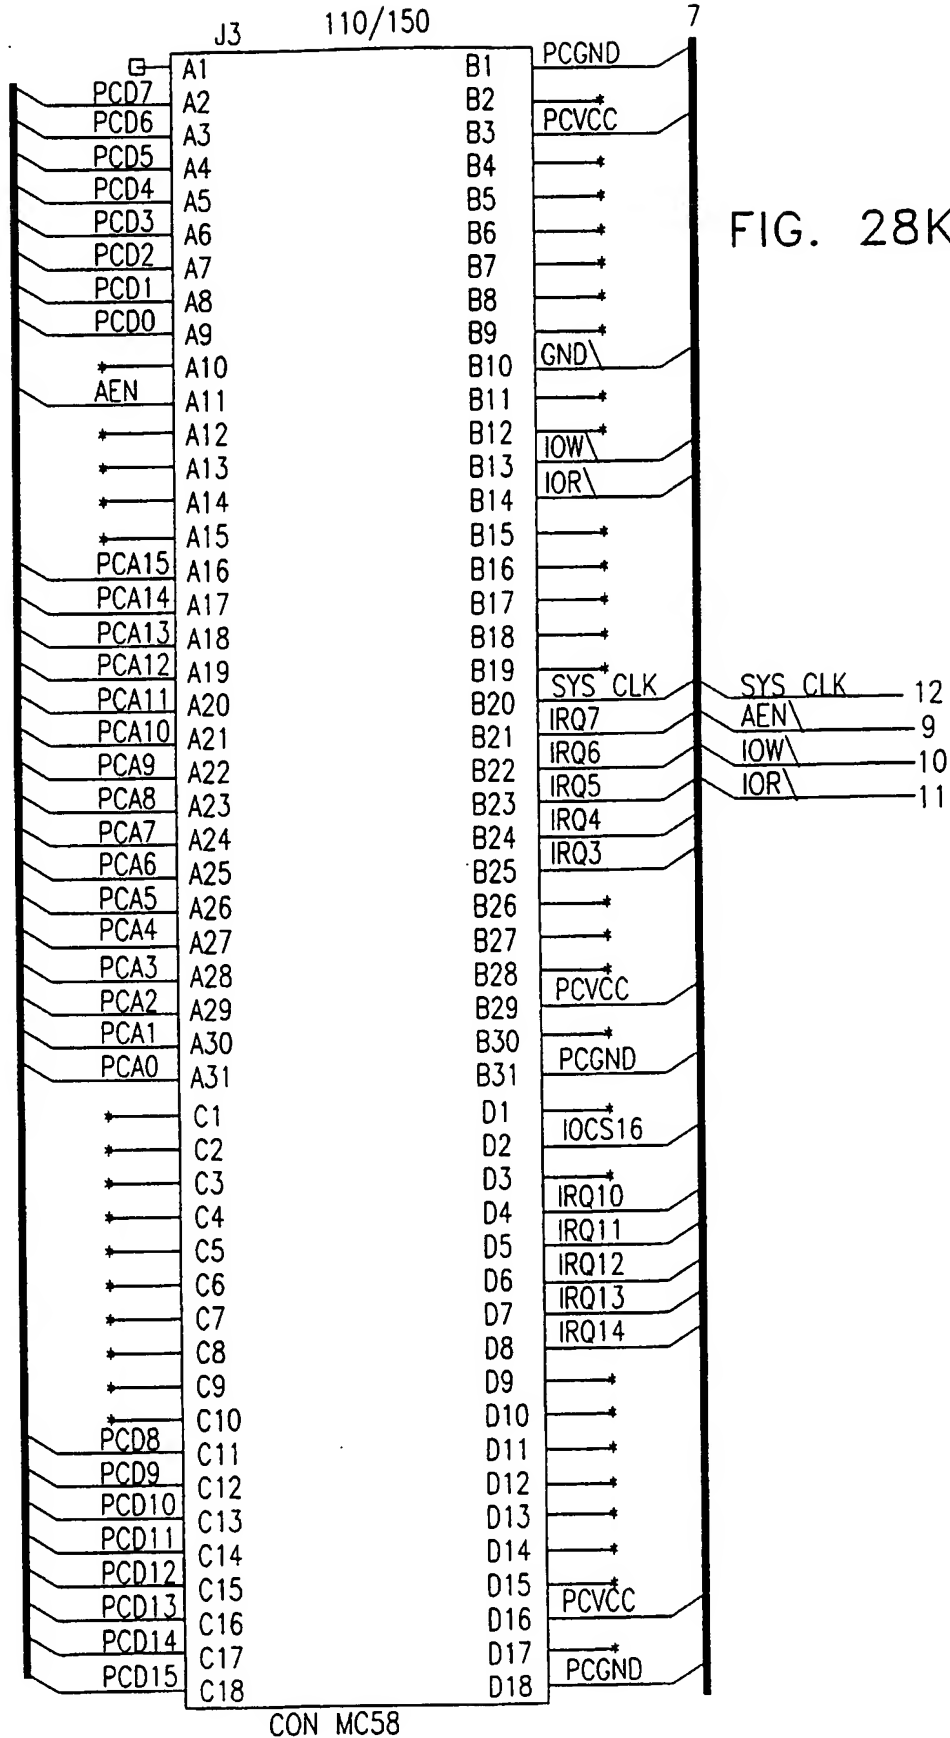 110/150
7
J3
FIG. 28K
A1 B1 PCGND
PCD7 A2 B2
PCD6 A3 B3 PCVCC
PCD5 A4 B4
PCD4 A5 B5
PCD3 A6 B6
PCD2 A7 B7
PCD1 A8 B8
PCD0 A9 B9
A10 B10 GND\
AEN A11 B11
A12 B12
A13 B13 IOW\
A14 B14 IOR\
A15 B15
PCA15 A16 B16
PCA14 A17 B17
PCA13 A18 B18
PCA12 A19 B19
PCA11 A20 B20 SYS CLK SYS CLK 12
PCA10 A21 B21 IRQ7 AEN\ 9
PCA9 A22 B22 IRQ6 IOW\ 10
PCA8 A23 B23 IRQ5 IOR\ 11
PCA7 A24 B24 IRQ4
PCA6 A25 B25 IRQ3
PCA5 A26 B26
PCA4 A27 B27
PCA3 A28 B28
PCA2 A29 B29 PCVCC
PCA1 A30 B30
PCA0 A31 B31 PCGND
C1 D1
C2 D2 IOCS16
C3 D3
C4 D4 IRQ10
C5 D5 IRQ11
C6 D6 IRQ12
C7 D7 IRQ13
C8 D8 IRQ14
C9 D9
C10 D10
PCD8 C11 D11
PCD9 C12 D12
PCD10 C13 D13
PCD11 C14 D14
PCD12 C15 D15
PCD13 C16 D16 PCVCC
PCD14 C17 D17
PCD15 C18 D18 PCGND
CON MC58